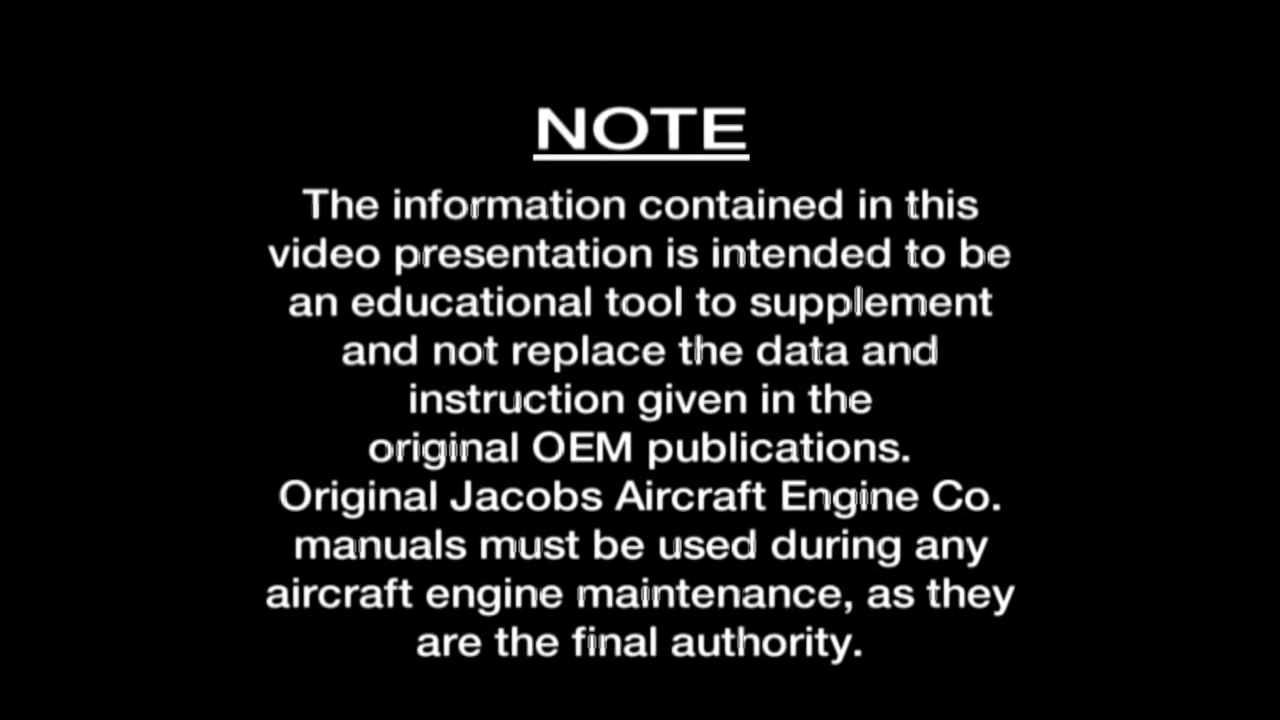 NOTE
The information contained in this
video presentation is intended to be
an educational tool to supplement
and not replace the data and
instruction given in the
original OEM publications.
Original Jacobs Aircraft Engine Co.
manuals must be used during any
aircraft engine maintenance, as they
are the final authority.